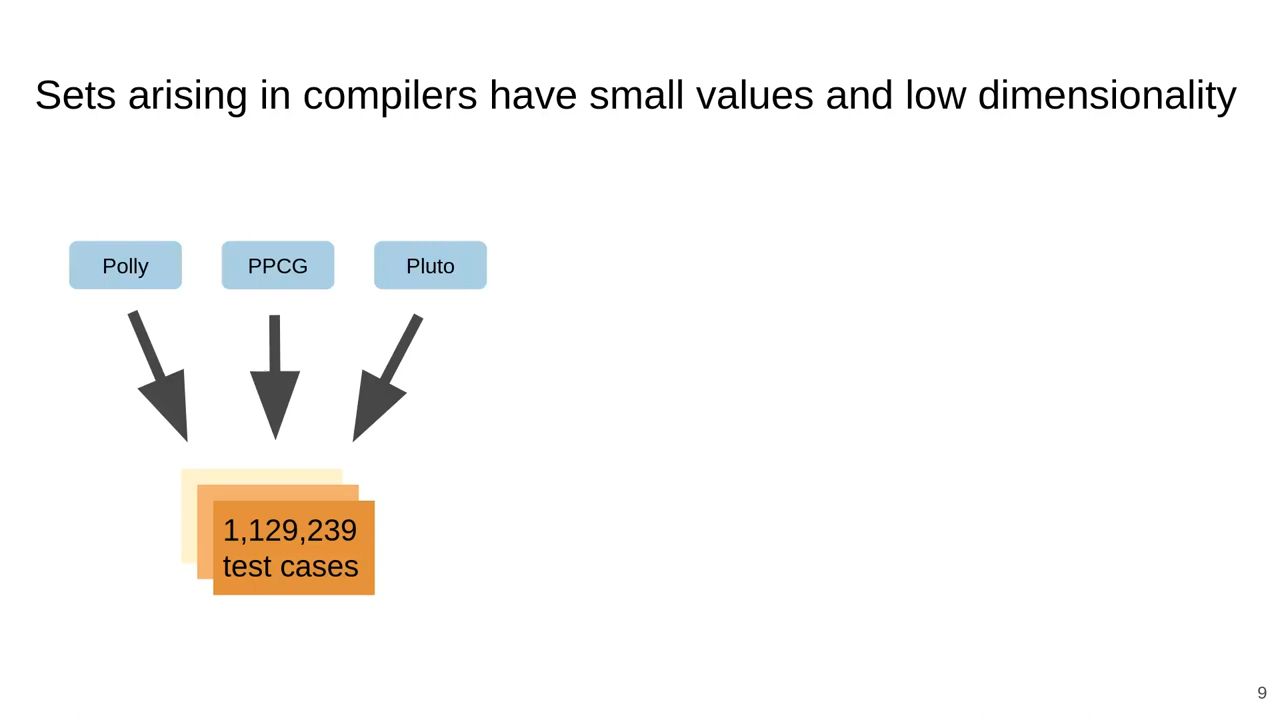 Sets arising in compilers have small values and low dimensionality
Polly
PPCG
Pluto
1,129,239
test cases
9